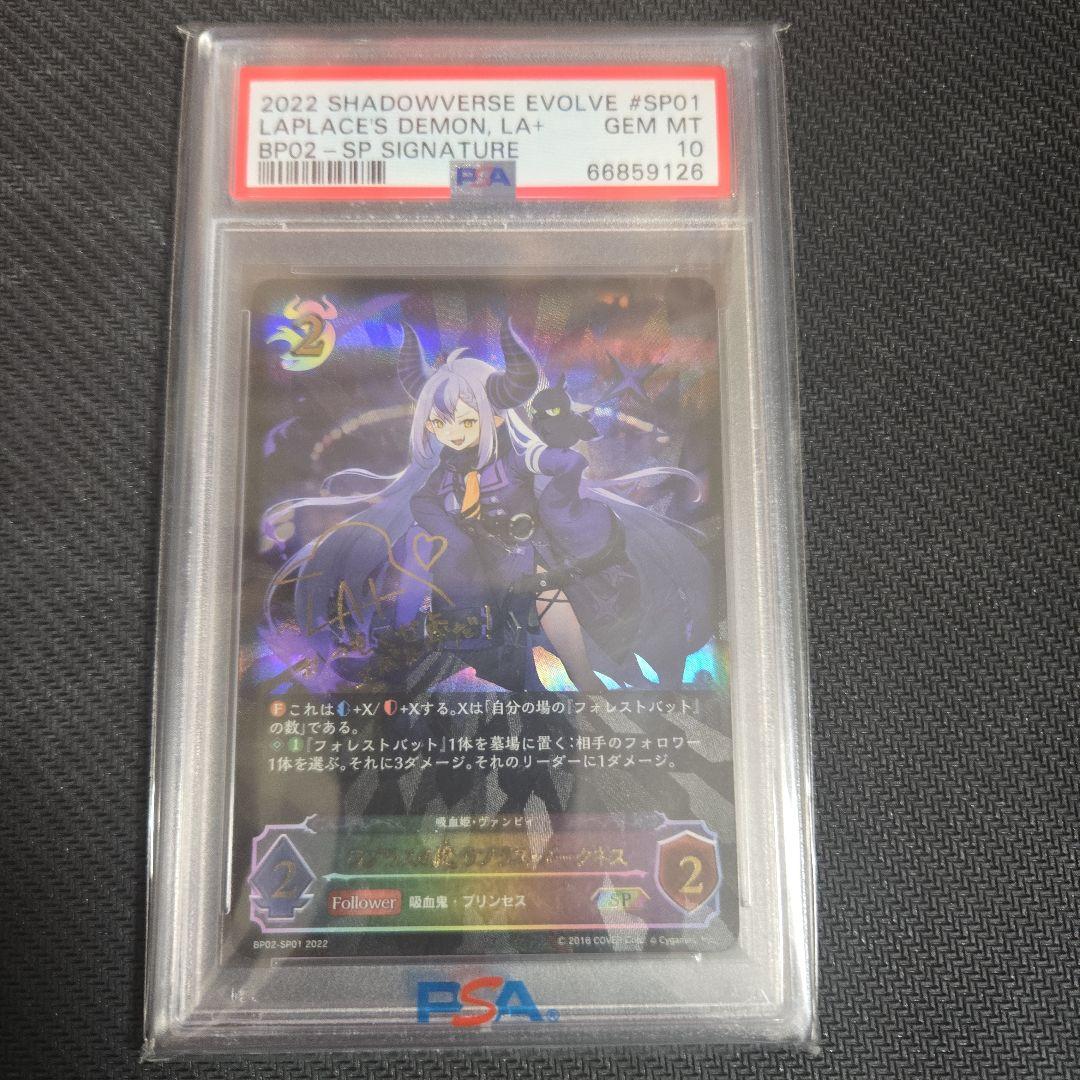 2022 SHADOWVERSE EVOLVE #SP01
LAPLACE'S DEMON, LA+ GEM MT
BP02-SP SIGNATURE 10
PSA 66859126
2
LA+
Fこれは+X/+Xする。Xは「自分の場の『フォレストバット』
の数」である。
1『フォレストバット』1体を墓場に置く:相手のフォロワー
1体を選ぶ。それに3ダメージ。それのリーダーに1ダメージ。
吸血姫・ヴァンピィ
2 2
Follower 吸血鬼・プリンセス SP
BP02-SP01 2022 © 2016 COVER Corp. © Cygames, Inc.
PSA®